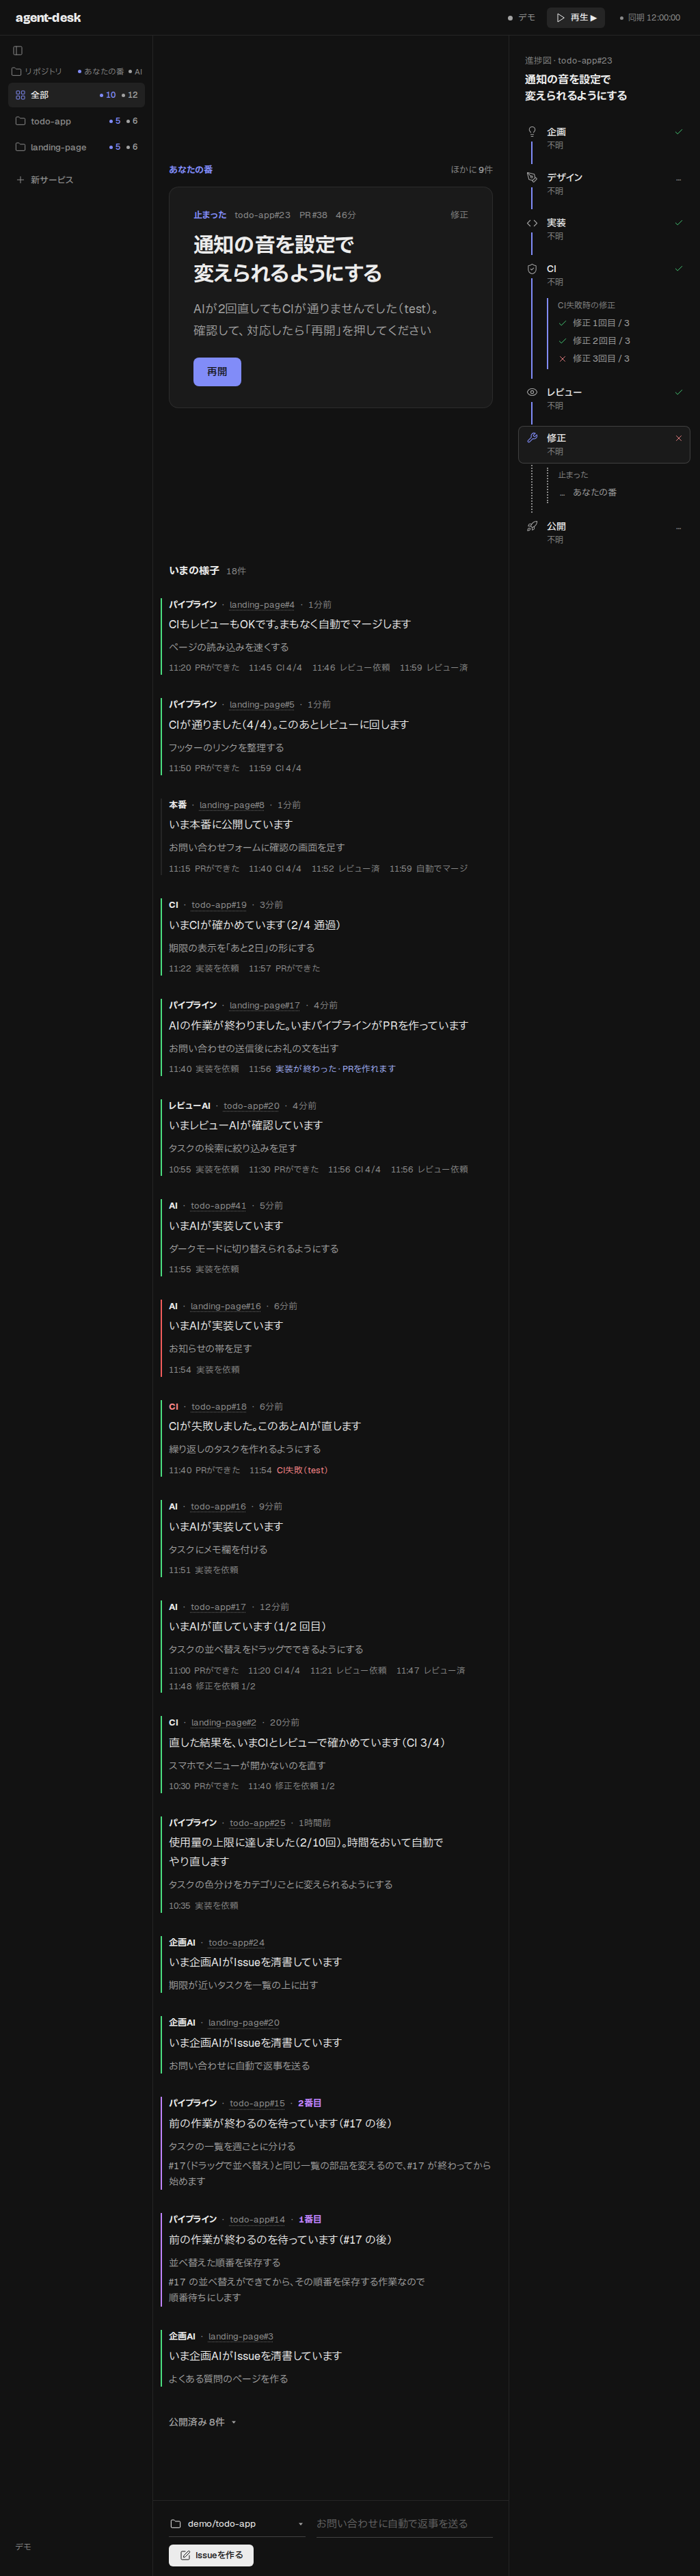 agent-desk
デモ
再生 ▶
同期 12:00:00
リポジトリ
あなたの番
AI
全部
10
12
todo-app
5
6
landing-page
5
6
新サービス
デモ
あなたの番
ほかに 9件
止まった todo-app#23 PR #38 46分
修正
通知の音を設定で
変えられるようにする
AIが2回直してもCIが通りませんでした（test）。
確認して、対応したら「再開」を押してください
再開
いまの様子 18件
パイプライン · landing-page#4 · 1分前
CIもレビューもOKです。まもなく自動でマージします
ページの読み込みを速くする
11:20 PRができた 11:45 CI 4/4 11:46 レビュー依頼 11:59 レビュー済
パイプライン · landing-page#5 · 1分前
CIが通りました（4/4）。このあとレビューに回します
フッターのリンクを整理する
11:50 PRができた 11:59 CI 4/4
本番 · landing-page#8 · 1分前
いま本番に公開しています
お問い合わせフォームに確認の画面を足す
11:15 PRができた 11:40 CI 4/4 11:52 レビュー済 11:59 自動でマージ
CI · todo-app#19 · 3分前
いまCIが確かめています（2/4 通過）
期限の表示を「あと2日」の形にする
11:22 実装を依頼 11:57 PRができた
パイプライン · landing-page#17 · 4分前
AIの作業が終わりました。いまパイプラインがPRを作っています
お問い合わせの送信後にお礼の文を出す
11:40 実装を依頼 11:56 実装が終わった・PRを作れます
レビューAI · todo-app#20 · 4分前
いまレビューAIが確認しています
タスクの検索に絞り込みを足す
10:55 実装を依頼 11:30 PRができた 11:56 CI 4/4 11:56 レビュー依頼
AI · todo-app#41 · 5分前
いまAIが実装しています
ダークモードに切り替えられるようにする
11:55 実装を依頼
AI · landing-page#16 · 6分前
いまAIが実装しています
お知らせの帯を足す
11:54 実装を依頼
CI · todo-app#18 · 6分前
CIが失敗しました。このあとAIが直します
繰り返しのタスクを作れるようにする
11:40 PRができた 11:54 CI失敗（test）
AI · todo-app#16 · 9分前
いまAIが実装しています
タスクにメモ欄を付ける
11:51 実装を依頼
AI · todo-app#17 · 12分前
いまAIが直しています（1/2 回目）
タスクの並べ替えをドラッグでできるようにする
11:00 PRができた 11:20 CI 4/4 11:21 レビュー依頼 11:47 レビュー済
11:48 修正を依頼 1/2
CI · landing-page#2 · 20分前
直した結果を、いまCIとレビューで確かめています（CI 3/4）
スマホでメニューが開かないのを直す
10:30 PRができた 11:40 修正を依頼 1/2
パイプライン · todo-app#25 · 1時間前
使用量の上限に達しました（2/10回）。時間をおいて自動で
やり直します
タスクの色分けをカテゴリごとに変えられるようにする
10:35 実装を依頼
企画AI · todo-app#24
いま企画AIがIssueを清書しています
期限が近いタスクを一覧の上に出す
企画AI · landing-page#20
いま企画AIがIssueを清書しています
お問い合わせに自動で返事を送る
パイプライン · todo-app#15 · 2番目
前の作業が終わるのを待っています（#17 の後）
タスクの一覧を週ごとに分ける
#17（ドラッグで並べ替え）と同じ一覧の部品を変えるので、#17 が終わってから
始めます
パイプライン · todo-app#14 · 1番目
前の作業が終わるのを待っています（#17 の後）
並べ替えた順番を保存する
#17 の並べ替えができてから、その順番を保存する作業なので
順番待ちにします
企画AI · landing-page#3
いま企画AIがIssueを清書しています
よくある質問のページを作る
公開済み 8件
demo/todo-app
お問い合わせに自動で返事を送る
Issueを作る
進捗図 · todo-app#23
通知の音を設定で
変えられるようにする
企画
不明
デザイン
不明
…
実装
不明
CI
不明
CI失敗時の修正
修正 1回目 / 3
修正 2回目 / 3
修正 3回目 / 3
レビュー
不明
修正
不明
止まった
… あなたの番
公開
不明
…